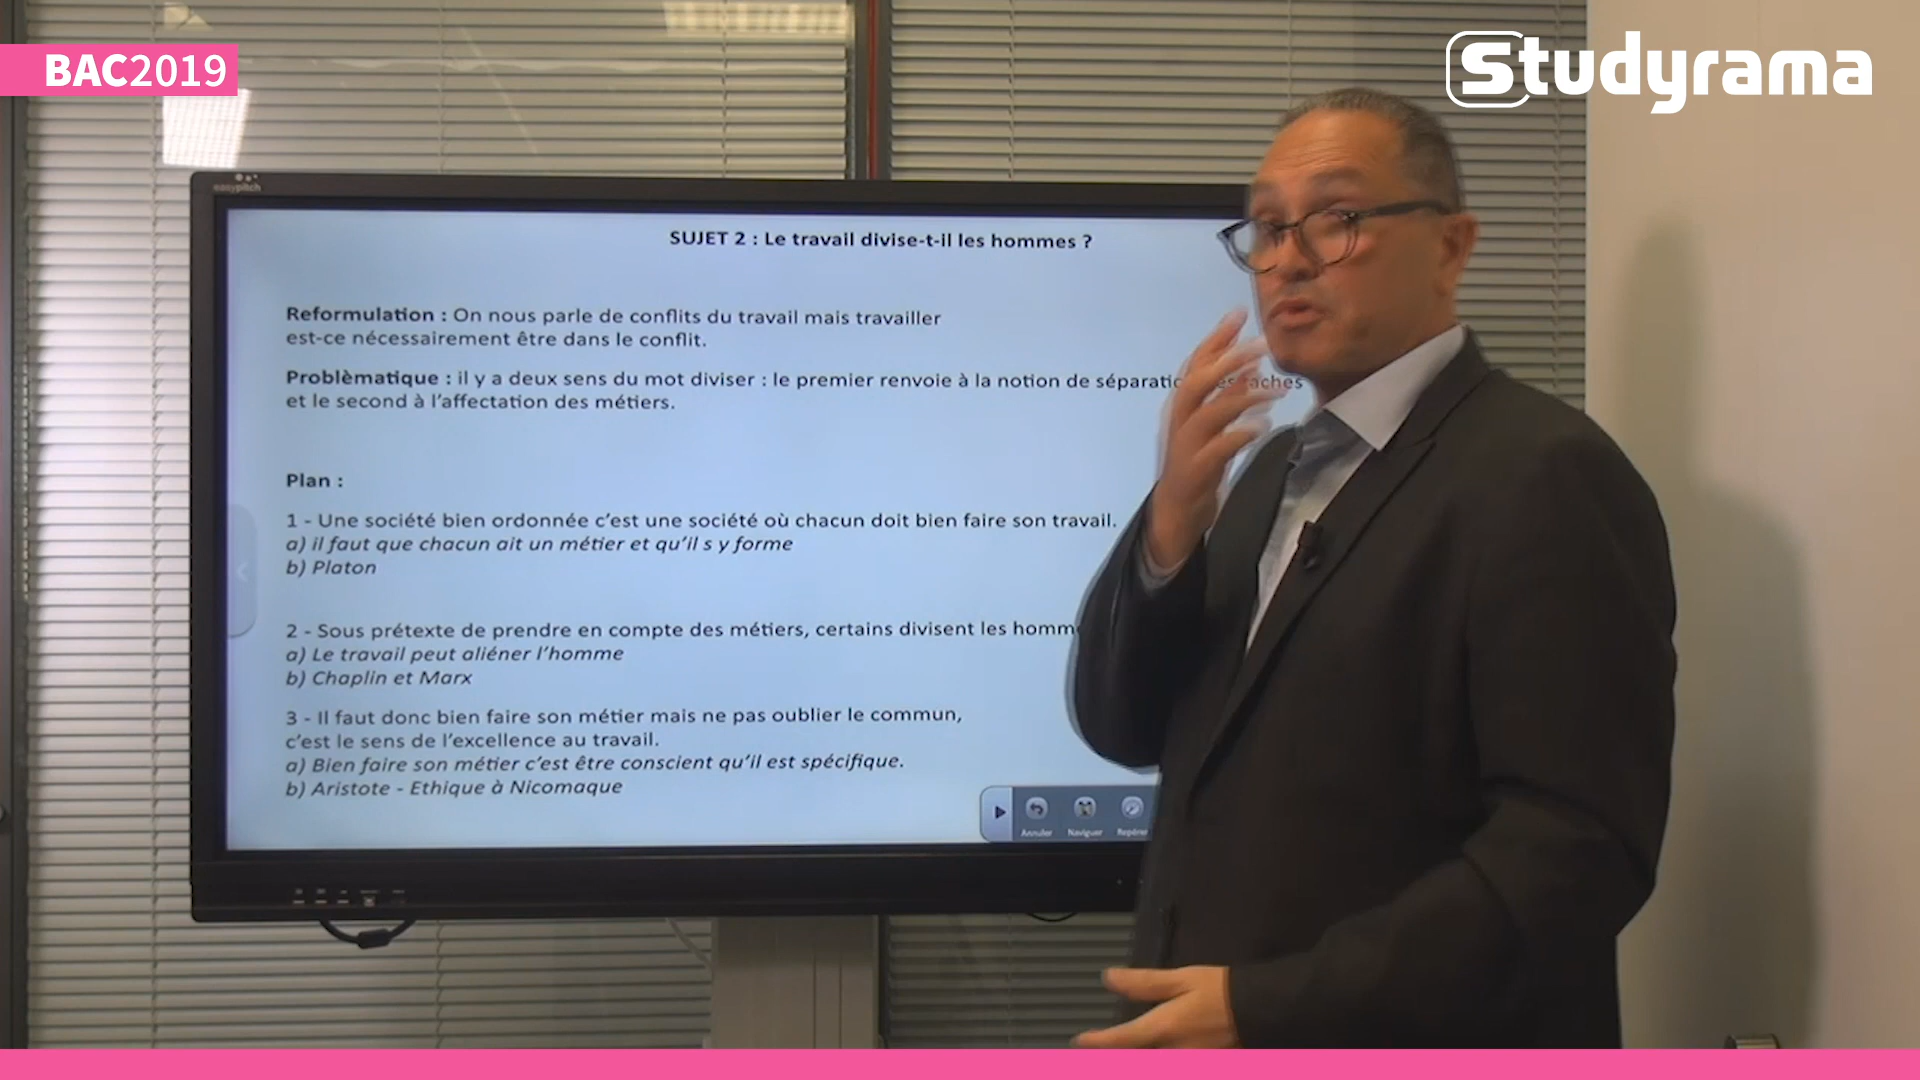 BAC2019
Studyrama
easypitch
SUJET 2 : Le travail divise-t-il les hommes ?
Reformulation : On nous parle de conflits du travail mais travailler
est-ce nécessairement être dans le conflit.
Problèmatique : il y a deux sens du mot diviser : le premier renvoie à la notion de
et le second à l'affectation des métiers.
Plan :
1 - Une société bien ordonnée c'est une société où chacun doit bien faire son travail.
a) il faut que chacun ait un métier et qu'il s y forme
b) Platon
2 - Sous prétexte de prendre en compte des métiers, certains divisent les
a) Le travail peut aliéner l'homme
b) Chaplin et Marx
3 - Il faut donc bien faire son métier mais ne pas oublier le commun,
c'est le sens de l'excellence au travail.
a) Bien faire son métier c'est être conscient qu'il est spécifique.
b) Aristote - Ethique à Nicomaque
Annuler Naviguer